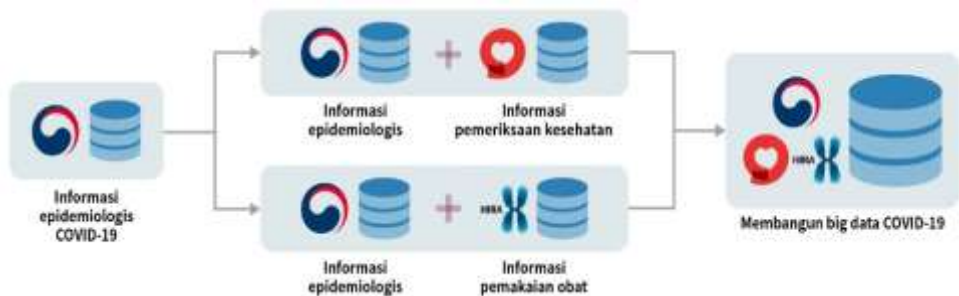 Informasi
epidemiologis
COVID-19
Informasi
epidemiologis
Informasi
pemeriksaan kesehatan
HIRA
Informasi
epidemiologis
Informasi
pemakaian obat
HIRA
Membangun big data COVID-19